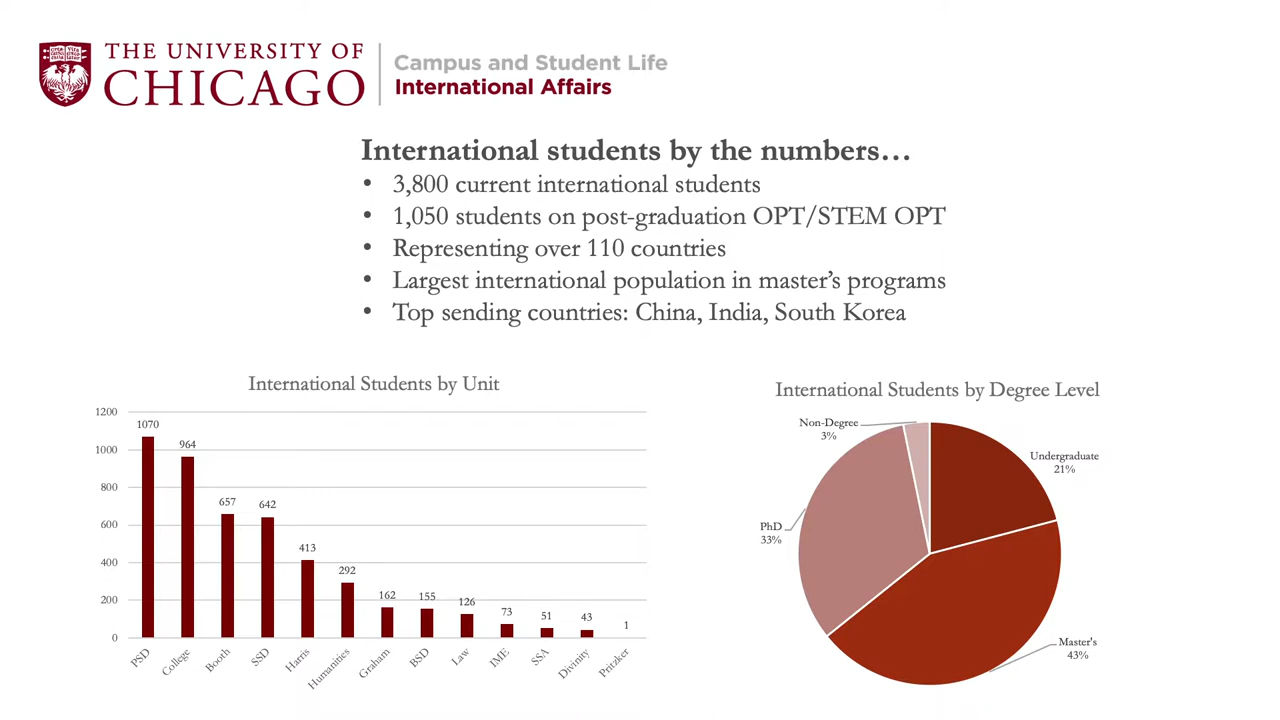 THE UNIVERSITY OF
CHICAGO
Campus and Student Life
International Affairs
International students by the numbers…
• 3,800 current international students
• 1,050 students on post-graduation OPT/STEM OPT
• Representing over 110 countries
• Largest international population in master's programs
• Top sending countries: China, India, South Korea
International Students by Unit
1200
1000
800
600
400
200
0
1070
964
657
642
413
292
162
155
126
73
51
43
1
PSD
College
Booth
SSD
Harris
Humanities
Graham
BSD
Law
IME
SSA
Divinity
Pritzker
International Students by Degree Level
Non-Degree
3%
Undergraduate
21%
PhD
33%
Master's
43%